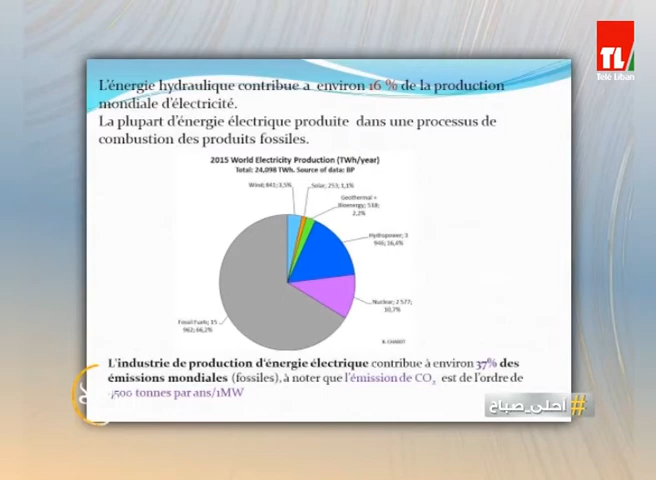 TL
Télé Liban
L'énergie hydraulique contribue a environ 16 % de la production
mondiale d'électricité.
La plupart d'énergie électrique produite dans une processus de
combustion des produits fossiles.
2015 World Electricity Production (TWh/year)
Total: 24,098 TWh. Source of data: BP
Wind; 841; 3,5%
Solar; 253; 1,1%
Geothermal +
Bioenergy; 538;
2,2%
Hydropower; 3
946; 16,4%
Nuclear; 2 577;
10,7%
Fossil Fuels; 15
962; 66,2%
B. CHABOT
L'industrie de production d'énergie électrique contribue à environ 37% des
émissions mondiales (fossiles), à noter que l'émission de CO₂ est de l'ordre de
500 tonnes par ans/1MW
#أحلى_صباح